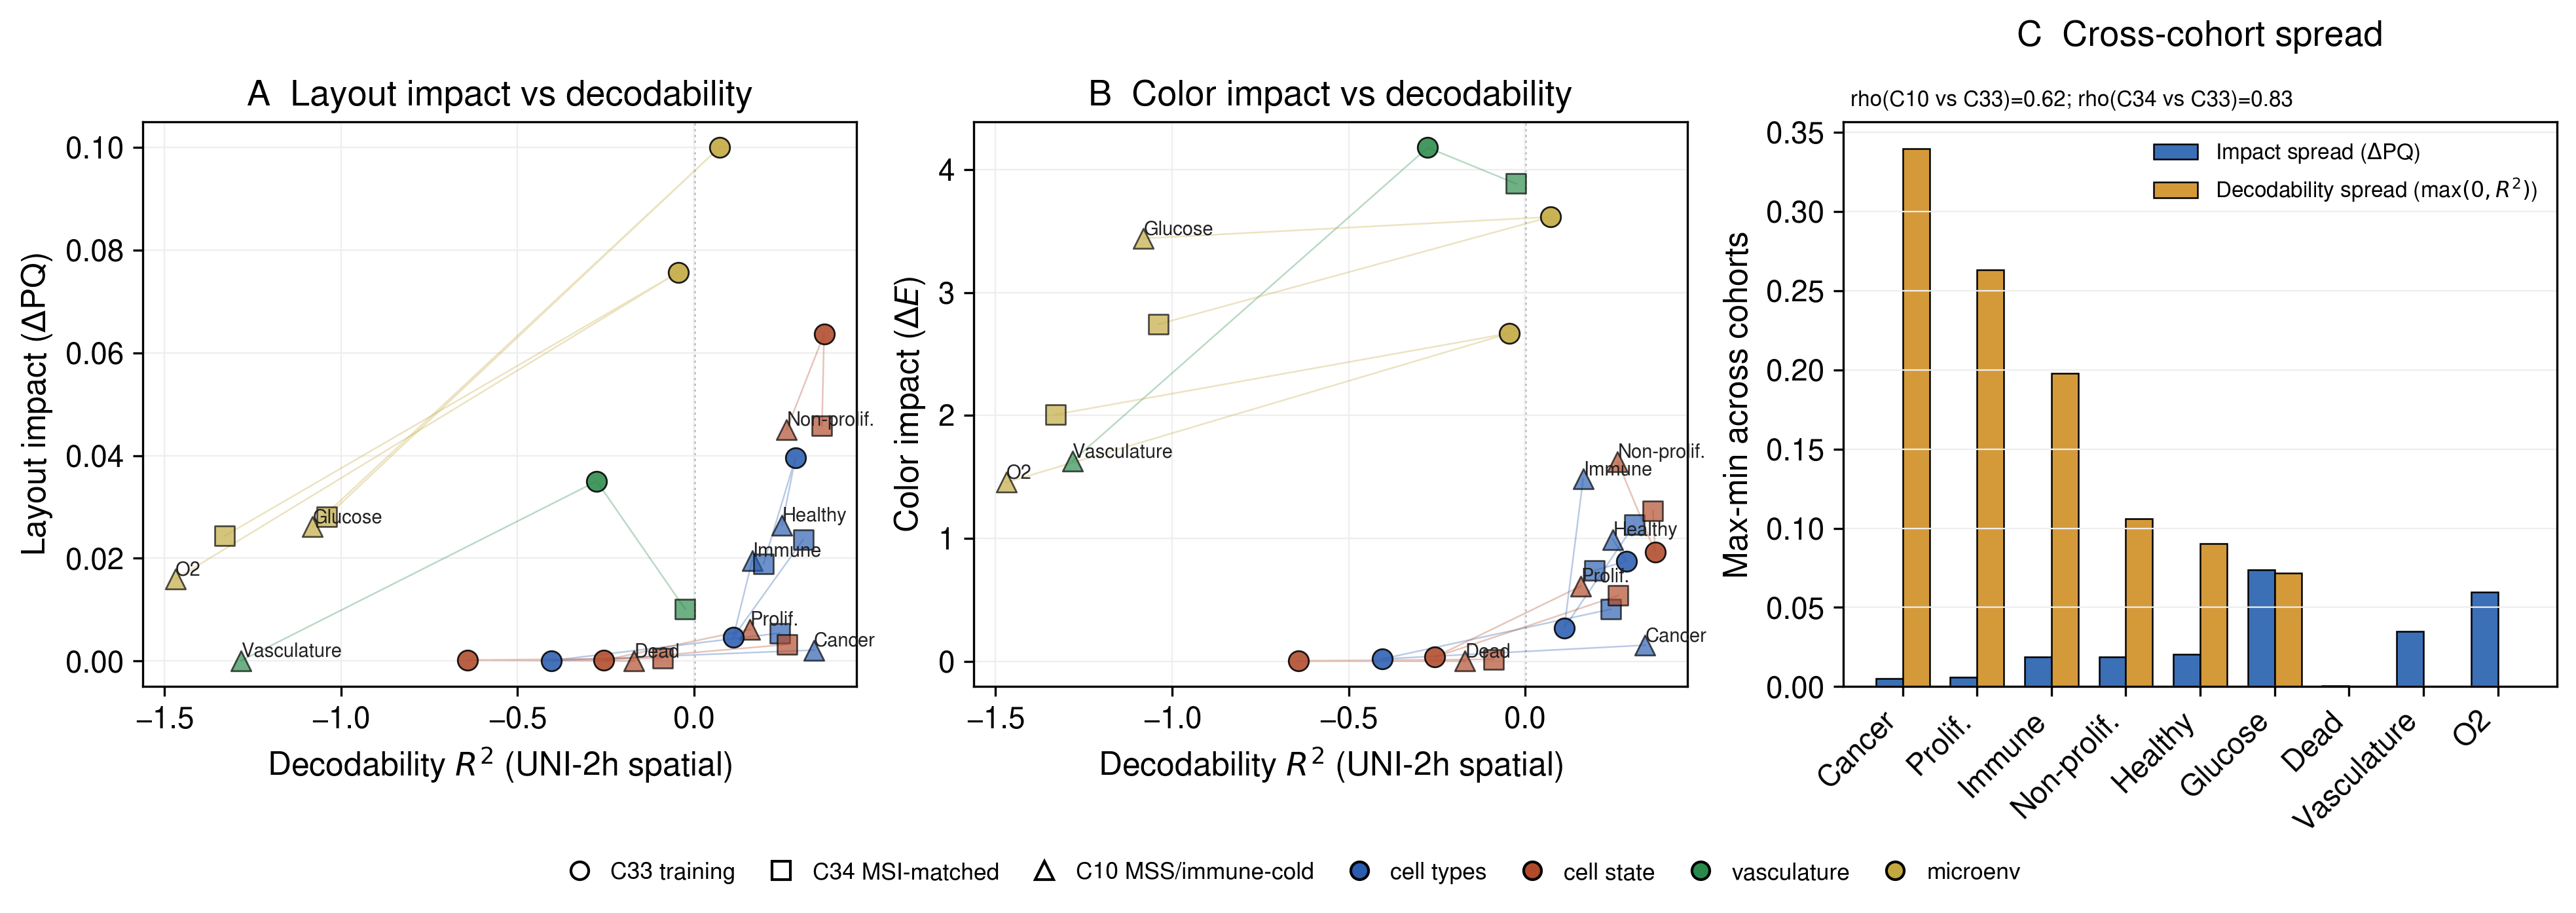 A Layout impact vs decodability
0.10
0.08
0.06
0.04
0.02
0.00
Layout impact (ΔPQ)
−1.5
−1.0
−0.5
0.0
Decodability R² (UNI-2h spatial)
Non-prolif.
Healthy
Immune
Glucose
O2
Prolif.
Dead
Cancer
Vasculature
B Color impact vs decodability
4
3
2
1
0
Color impact (ΔE)
−1.5
−1.0
−0.5
0.0
Decodability R² (UNI-2h spatial)
Glucose
Vasculature
O2
Non-prolif.
Immune
Healthy
Prolif.
Cancer
Dead
C Cross-cohort spread
rho(C10 vs C33)=0.62; rho(C34 vs C33)=0.83
0.35
0.30
0.25
0.20
0.15
0.10
0.05
0.00
Max-min across cohorts
Impact spread (ΔPQ)
Decodability spread (max(0, R²))
Cancer
Prolif.
Immune
Non-prolif.
Healthy
Glucose
Dead
Vasculature
O2
C33 training
C34 MSI-matched
C10 MSS/immune-cold
cell types
cell state
vasculature
microenv